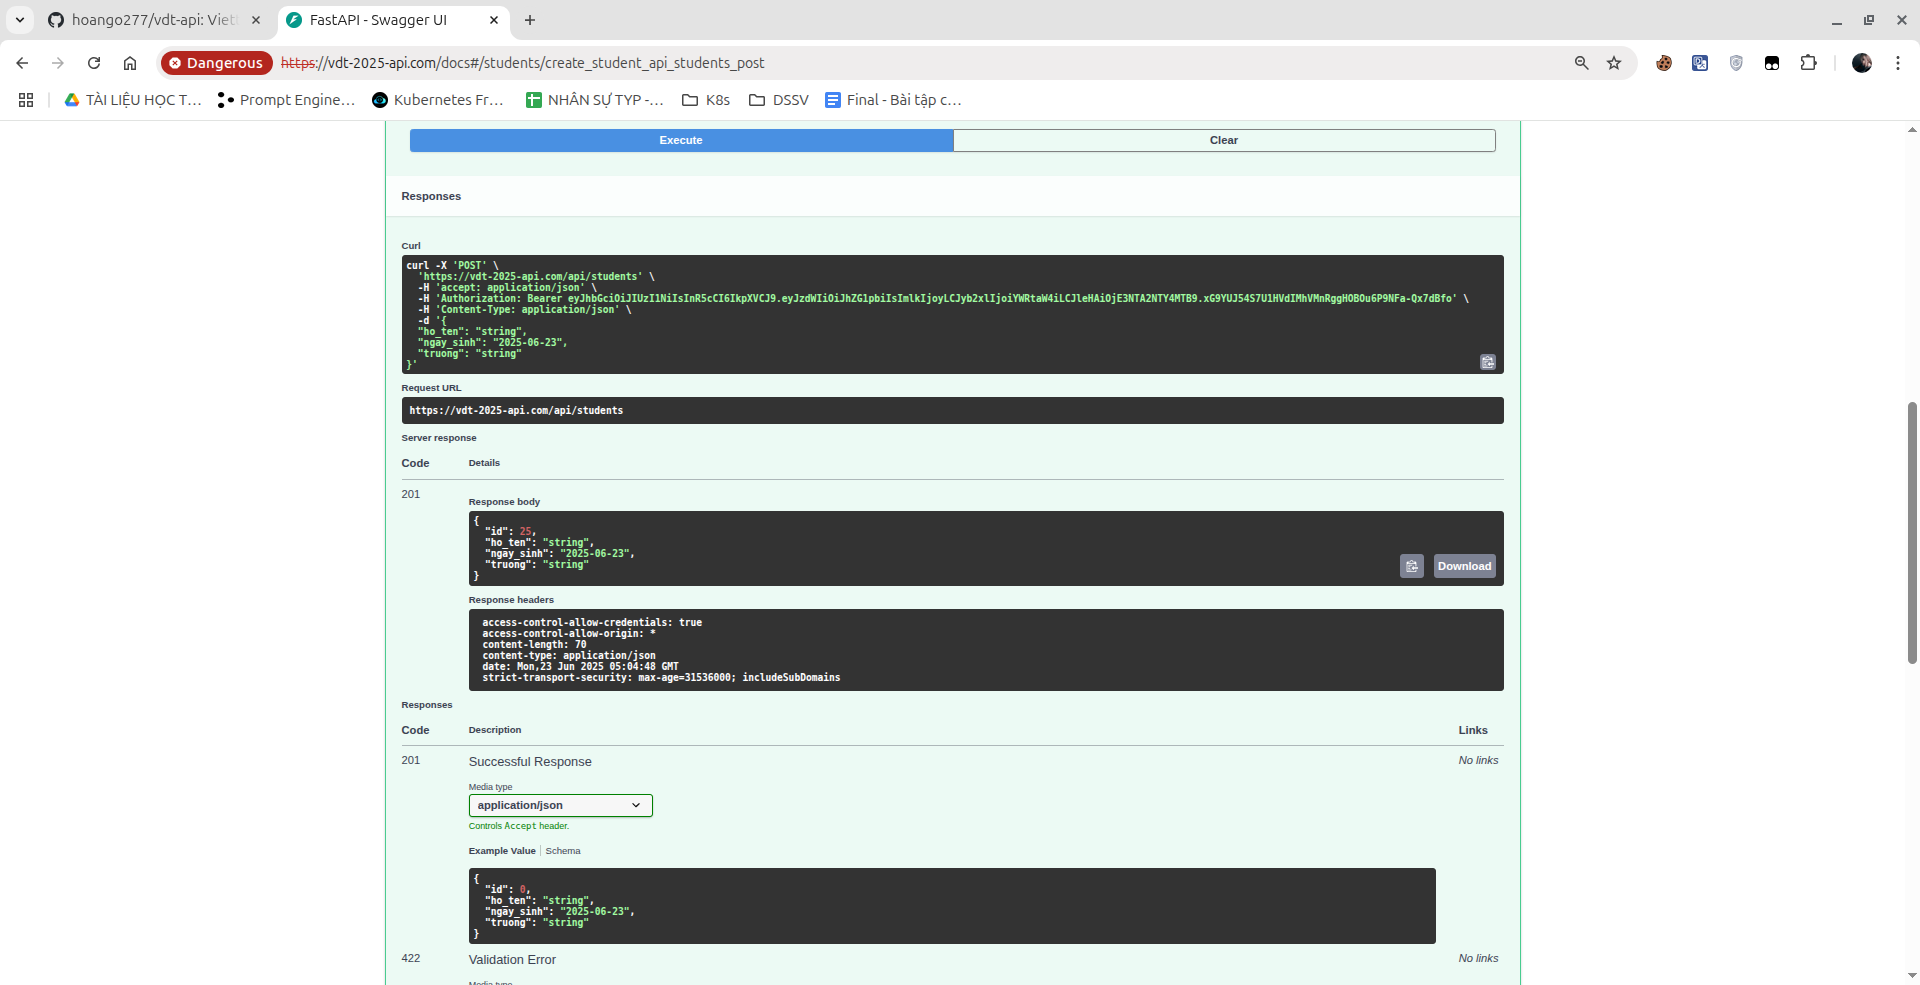 hoango277/vdt-api: Viet
FastAPI - Swagger UI
Dangerous
https://vdt-2025-api.com/docs#/students/create_student_api_students_post
TÀI LIỆU HỌC T...
Prompt Engine...
Kubernetes Fr...
NHÂN SỰ TYP -...
K8s
DSSV
Final - Bài tập c...
Execute
Clear
Responses
Curl
curl -X 'POST' \
'https://vdt-2025-api.com/api/students' \
-H 'accept: application/json' \
-H 'Authorization: Bearer eyJhbGciOiJIUzI1NiIsInR5cCI6IkpXVCJ9.eyJzdWIiOiJhZG1pbiIsImlkIjoyLCJyb2xlIjoiYWRtaW4iLCJleHAiOjE3NTA2NTY4MTB9.xG9YUJ54S7U1HVdIMhVMnRggHOBOu6P9NFa-Qx7dBfo' \
-H 'Content-Type: application/json' \
-d '{
"ho_ten": "string",
"ngay_sinh": "2025-06-23",
"truong": "string"
}'
Request URL
https://vdt-2025-api.com/api/students
Server response
Code Details
201
Response body
{
"id": 25,
"ho_ten": "string",
"ngay_sinh": "2025-06-23",
"truong": "string"
}
Download
Response headers
access-control-allow-credentials: true
access-control-allow-origin: *
content-length: 70
content-type: application/json
date: Mon,23 Jun 2025 05:04:48 GMT
strict-transport-security: max-age=31536000; includeSubDomains
Responses
Code Description Links
201 Successful Response No links
Media type
application/json
Controls Accept header.
Example Value Schema
{
"id": 0,
"ho_ten": "string",
"ngay_sinh": "2025-06-23",
"truong": "string"
}
422 Validation Error No links
Media type